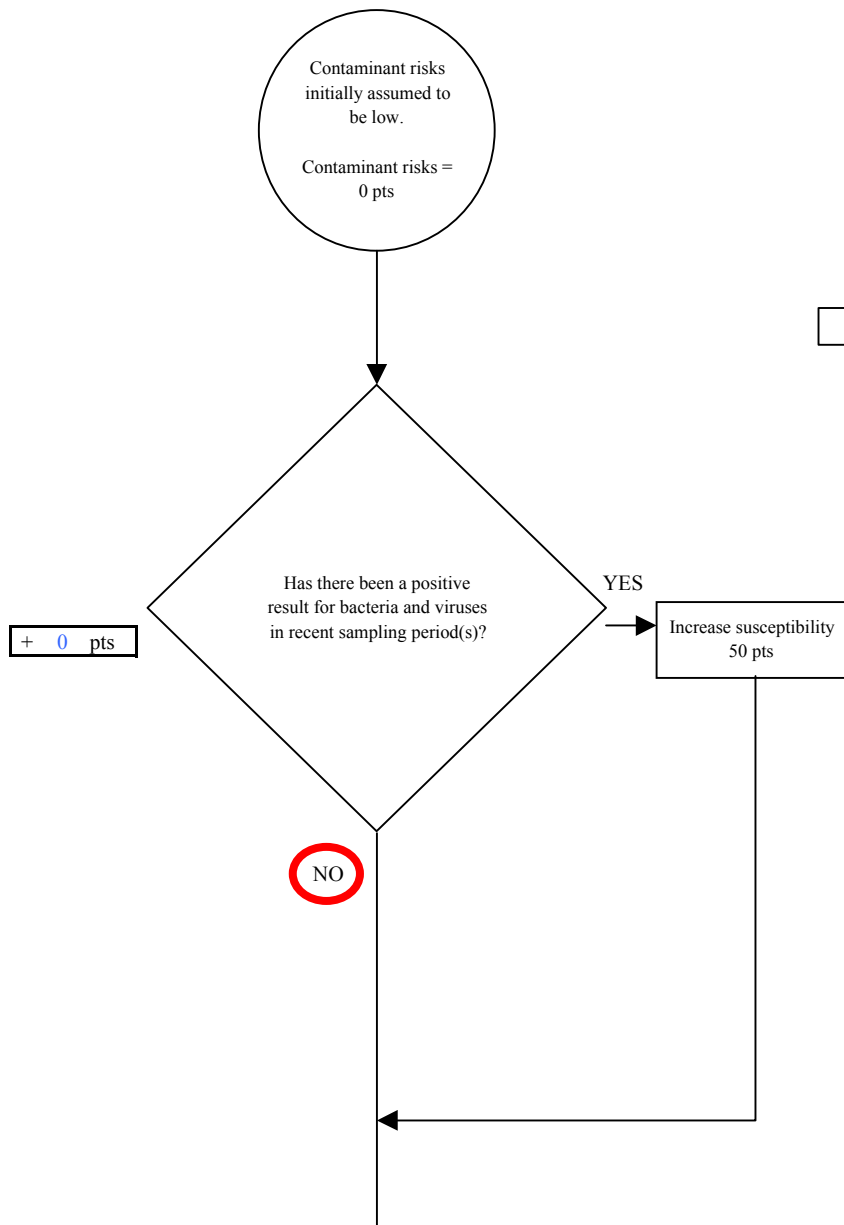 Contaminant risks
initially assumed to
be low.
Contaminant risks =
0 pts
Has there been a positive
result for bacteria and viruses
in recent sampling period(s)?
YES
+ 0 pts
Increase susceptibility
50 pts
NO